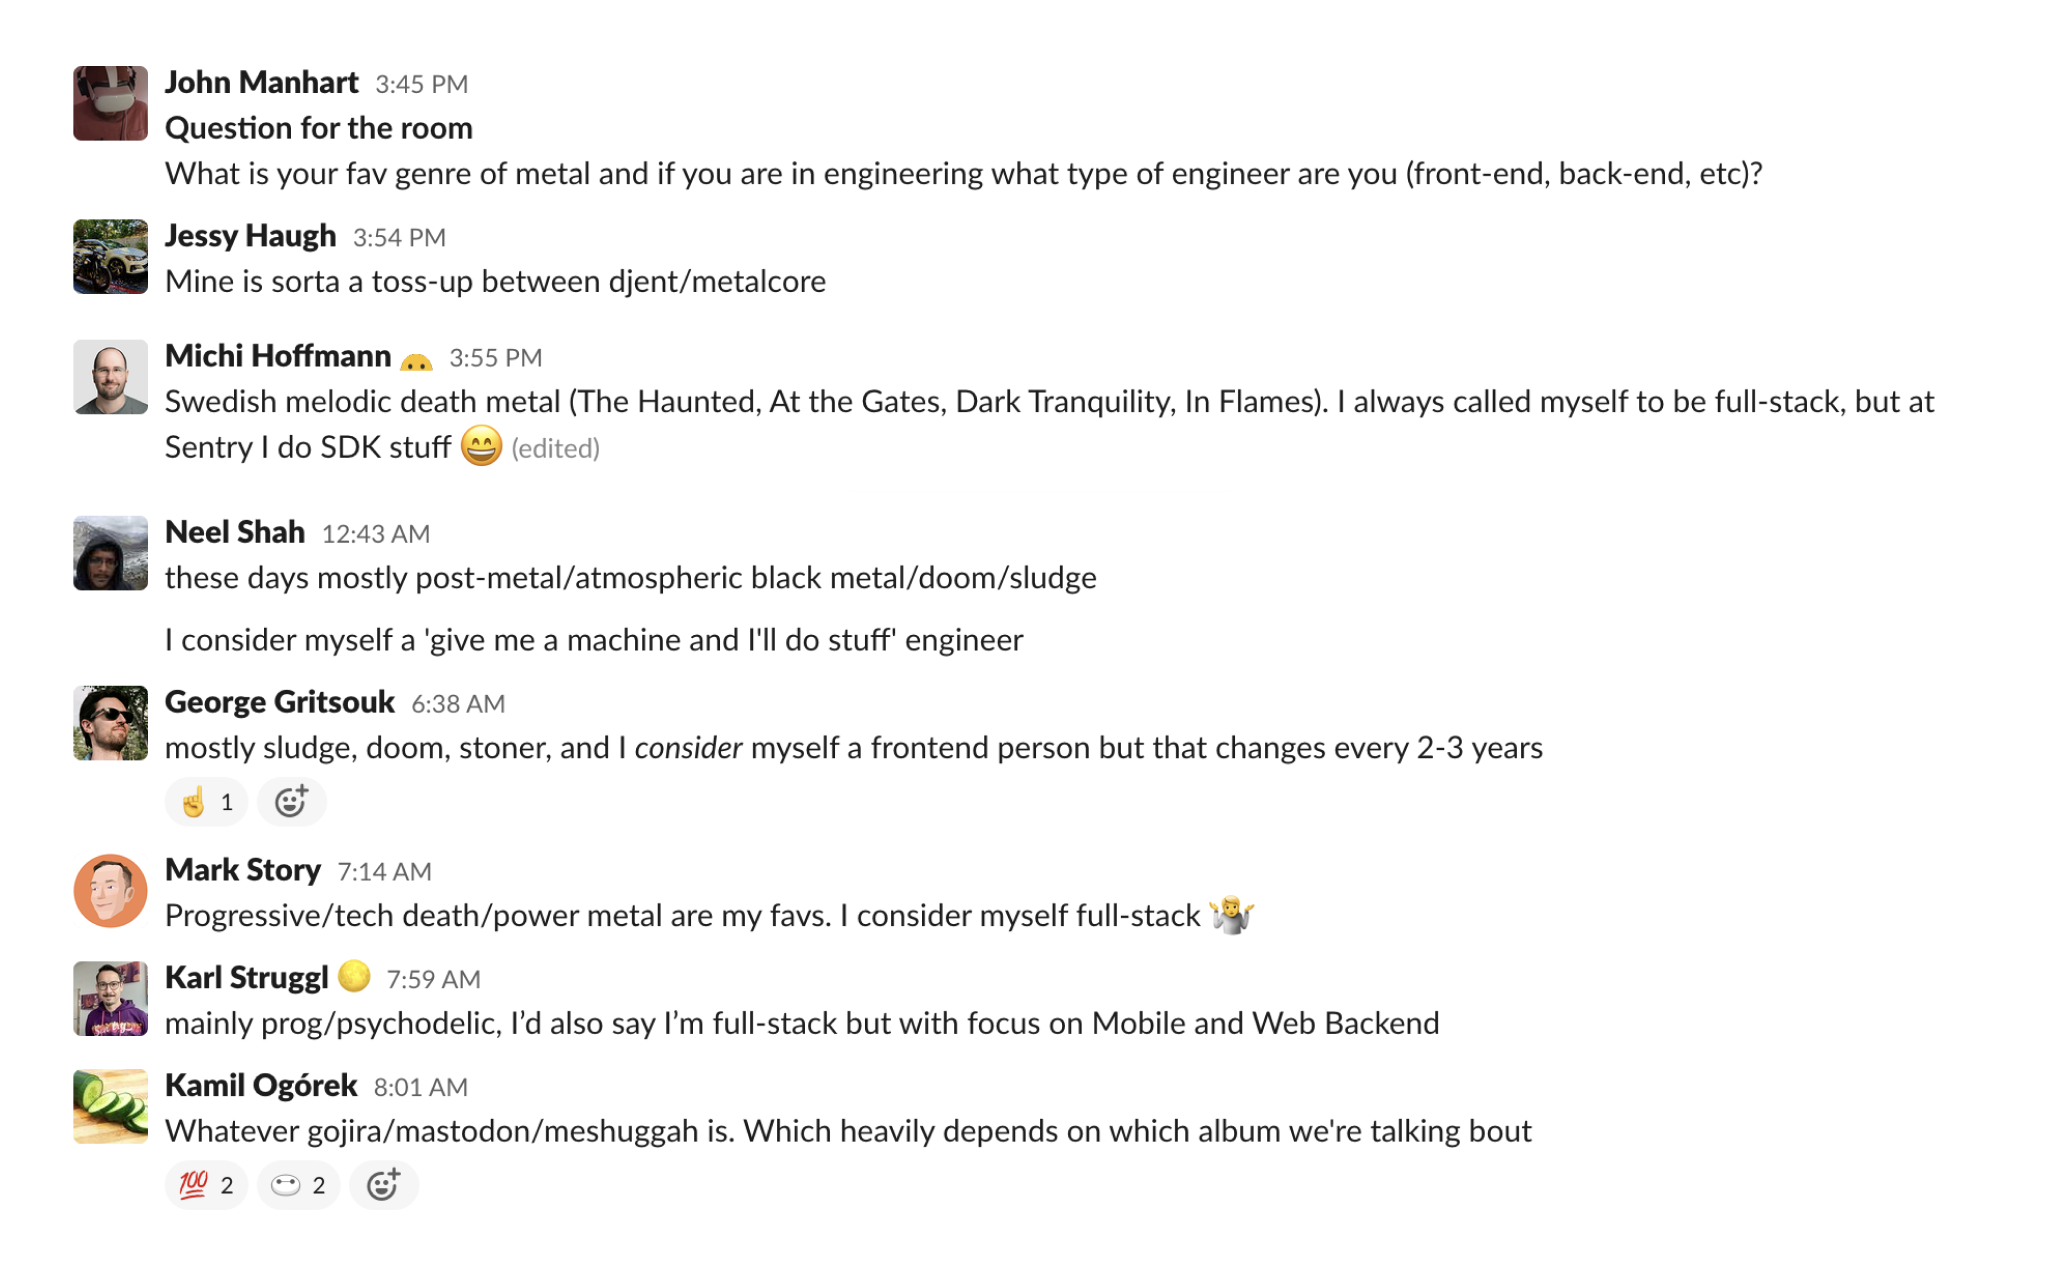 John Manhart 3:45 PM
Question for the room
What is your fav genre of metal and if you are in engineering what type of engineer are you (front-end, back-end, etc)?
Jessy Haugh 3:54 PM
Mine is sorta a toss-up between djent/metalcore
Michi Hoffmann 3:55 PM
Swedish melodic death metal (The Haunted, At the Gates, Dark Tranquility, In Flames). I always called myself to be full-stack, but at
Sentry I do SDK stuff 😄 (edited)
Neel Shah 12:43 AM
these days mostly post-metal/atmospheric black metal/doom/sludge
I consider myself a 'give me a machine and I'll do stuff' engineer
George Gritsouk 6:38 AM
mostly sludge, doom, stoner, and I consider myself a frontend person but that changes every 2-3 years
☝️ 1
Mark Story 7:14 AM
Progressive/tech death/power metal are my favs. I consider myself full-stack 🤷‍♂️
Karl Struggl 🌕 7:59 AM
mainly prog/psychodelic, I’d also say I’m full-stack but with focus on Mobile and Web Backend
Kamil Ogórek 8:01 AM
Whatever gojira/mastodon/meshuggah is. Which heavily depends on which album we're talking bout
💯 2 2